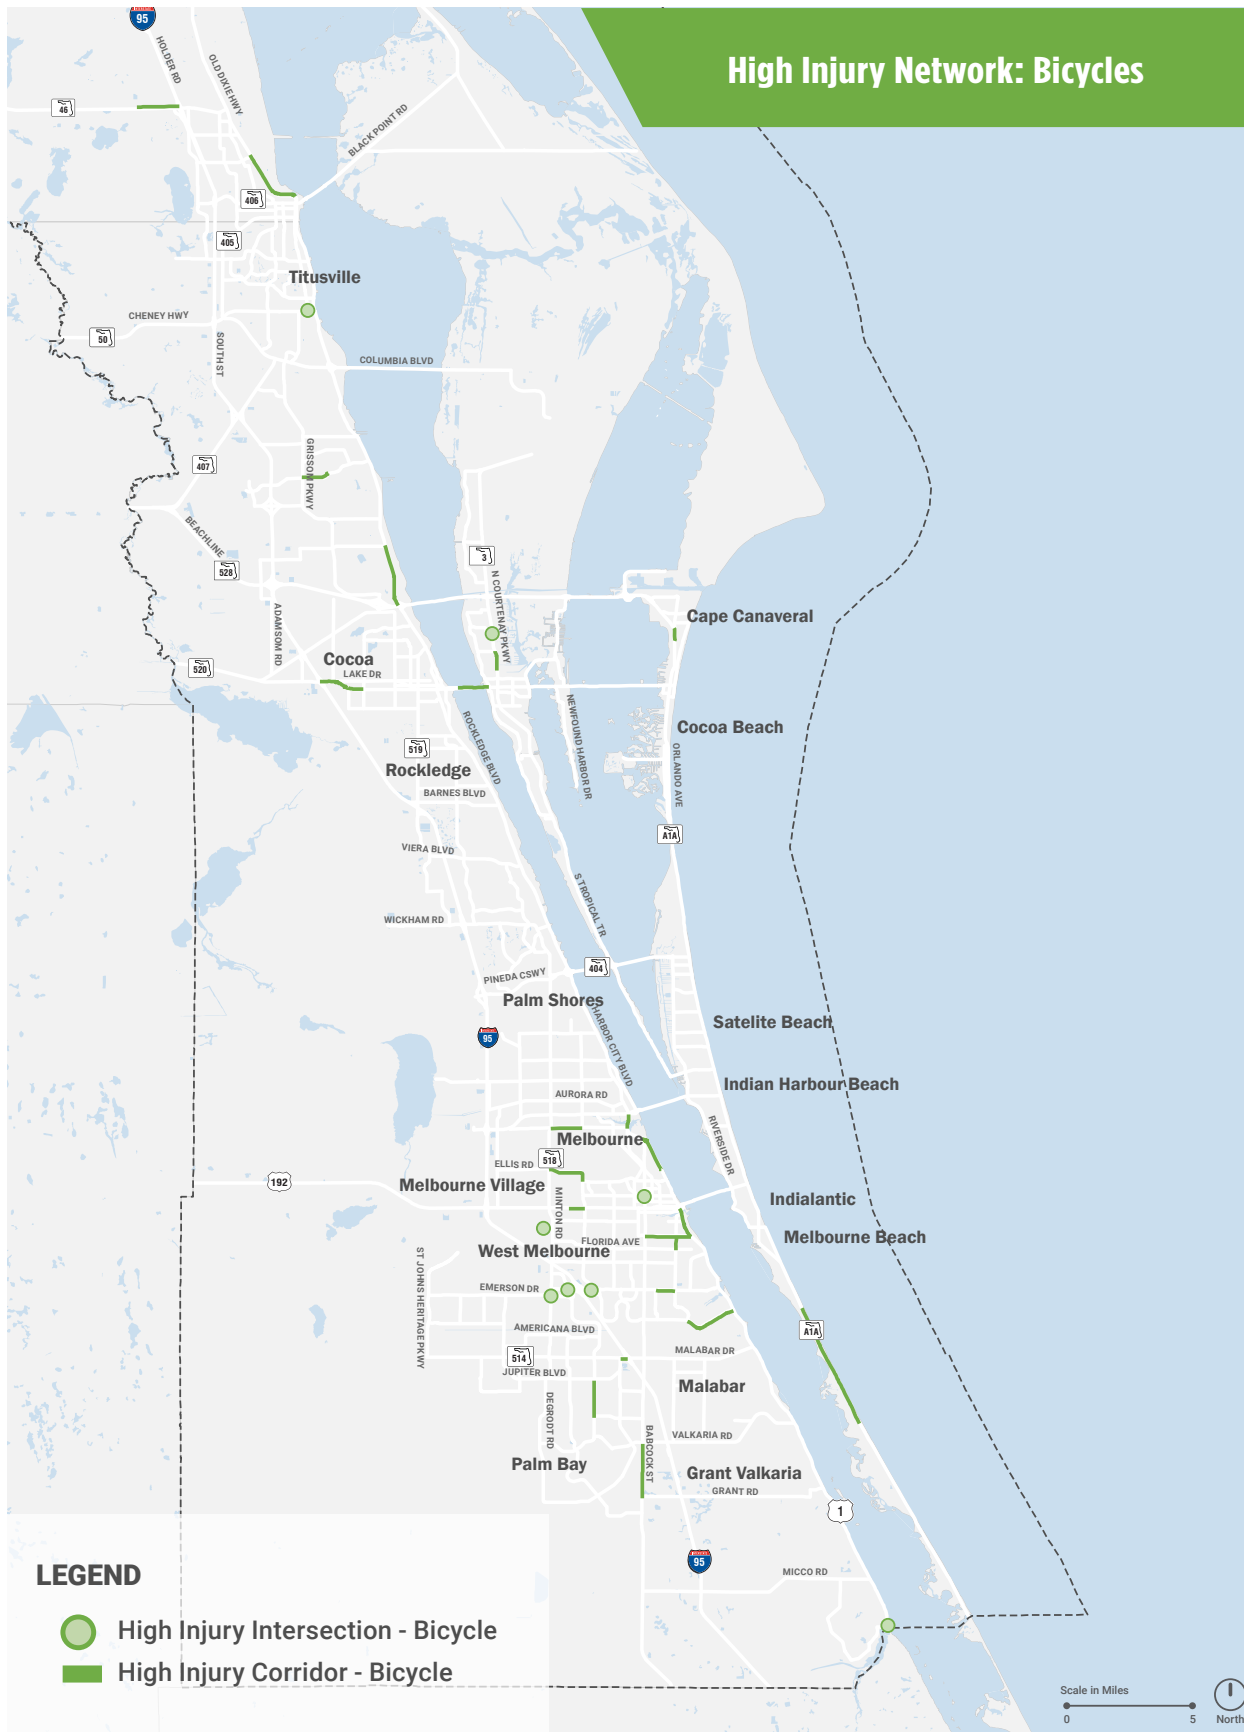 High Injury Network: Bicycles
95
HOLDER RD
OLD DIXIE HWY
46
BLACK POINT RD
406
405
Titusville
CHENEY HWY
50
SOUTH ST
COLUMBIA BLVD
GRISSOM PKWY
407
BEACHLINE
528
3
N COURTENAY PKWY
ADAMSOM RD
Cape Canaveral
Cocoa
LAKE DR
520
NEWFOUND HARBOR DR
Cocoa Beach
ROCKLEDGE BLVD
519
ORLANDO AVE
Rockledge
BARNES BLVD
A1A
VIERA BLVD
S TROPICAL TR
WICKHAM RD
404
PINEDA CSWY
Palm Shores
HARBOR CITY BLVD
Satelite Beach
95
Indian Harbour Beach
AURORA RD
RIVERSIDE DR
Melbourne
518
ELLIS RD
192
Melbourne Village
MINTON RD
Indialantic
Melbourne Beach
FLORIDA AVE
West Melbourne
ST JOHNS HERITAGE PKWY
EMERSON DR
AMERICANA BLVD
A1A
514
MALABAR DR
JUPITER BLVD
Malabar
DEGRODT RD
BABCOCK ST
VALKARIA RD
Palm Bay
Grant Valkaria
GRANT RD
1
95
MICCO RD
LEGEND
High Injury Intersection - Bicycle
High Injury Corridor - Bicycle
Scale in Miles
0 5
North